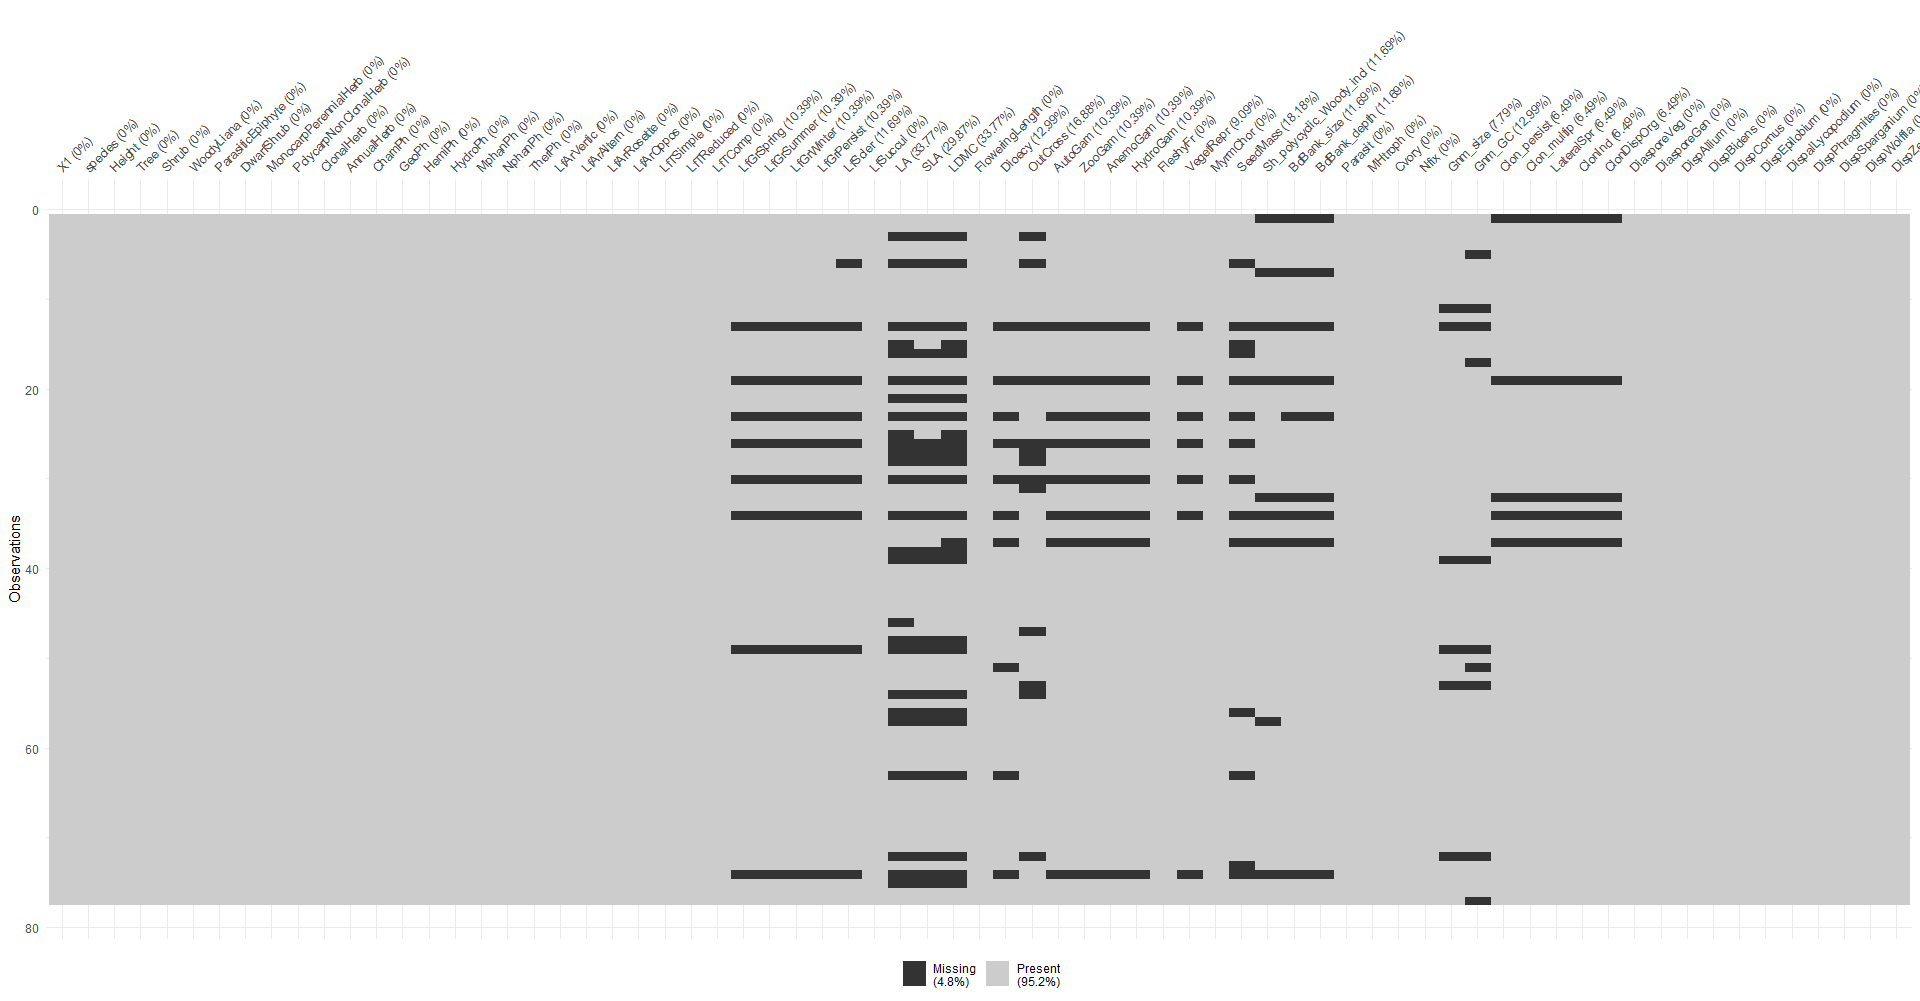 X1 (0%)
species (0%)
Height (0%)
Tree (0%)
Shrub (0%)
WoodyLiana (0%)
ParasiticEpiphyte (0%)
DwarfShrub (0%)
MonocarpPerennialHerb (0%)
PolycarpNonClonalHerb (0%)
ClonalHerb (0%)
AnnualHerb (0%)
ChamPh (0%)
GeoPh (0%)
HemiPh (0%)
HydroPh (0%)
MphanPh (0%)
NphanPh (0%)
TherPh (0%)
LfArVertic (0%)
LfArAltern (0%)
LfArRosette (0%)
LfArOppos (0%)
LfTSimple (0%)
LfTReduced (0%)
LfTComp (0%)
LfGrSpring (10.39%)
LfGrSummer (10.39%)
LfGrWinter (10.39%)
LfGrPersist (10.39%)
LfScler (11.69%)
LfSuccul (0%)
LA (33.77%)
SLA (29.87%)
LDMC (33.77%)
FloweringLength (0%)
Dioecy (12.99%)
OutCross (16.88%)
AutoGam (10.39%)
ZooGam (10.39%)
AnemoGam (10.39%)
HydroGam (10.39%)
FleshyFr (0%)
VegetRepr (9.09%)
MyrmChor (0%)
SeedMass (18.18%)
Sh_polycyclic_Woody_ind (11.69%)
BdBank_size (11.69%)
BdBank_depth (11.69%)
Parasit (0%)
MHtroph (0%)
Cvory (0%)
Nfix (0%)
Gnm_size (7.79%)
Gnm_GC (12.99%)
Clon_persist (6.49%)
Clon_multip (6.49%)
LateralSpr (6.49%)
ClonInd (6.49%)
ClonDispOrg (6.49%)
DiasporeVeg (0%)
DiasporeGen (0%)
DispAllium (0%)
DispBidens (0%)
DispCornus (0%)
DispEpilobium (0%)
DispalLycopodium (0%)
DispPhragmites (0%)
DispSparganium (0%
DispWolffia (0
DispZe
0
20
40
60
80
Observations
Missing
(4.8%)
Present
(95.2%)